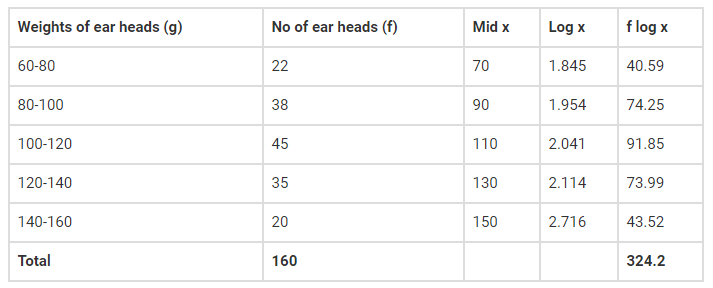 Weights of ear heads (g) No of ear heads (f) Mid x Log x f log x
60-80 22 70 1.845 40.59
80-100 38 90 1.954 74.25
100-120 45 110 2.041 91.85
120-140 35 130 2.114 73.99
140-160 20 150 2.716 43.52
Total 160 324.2